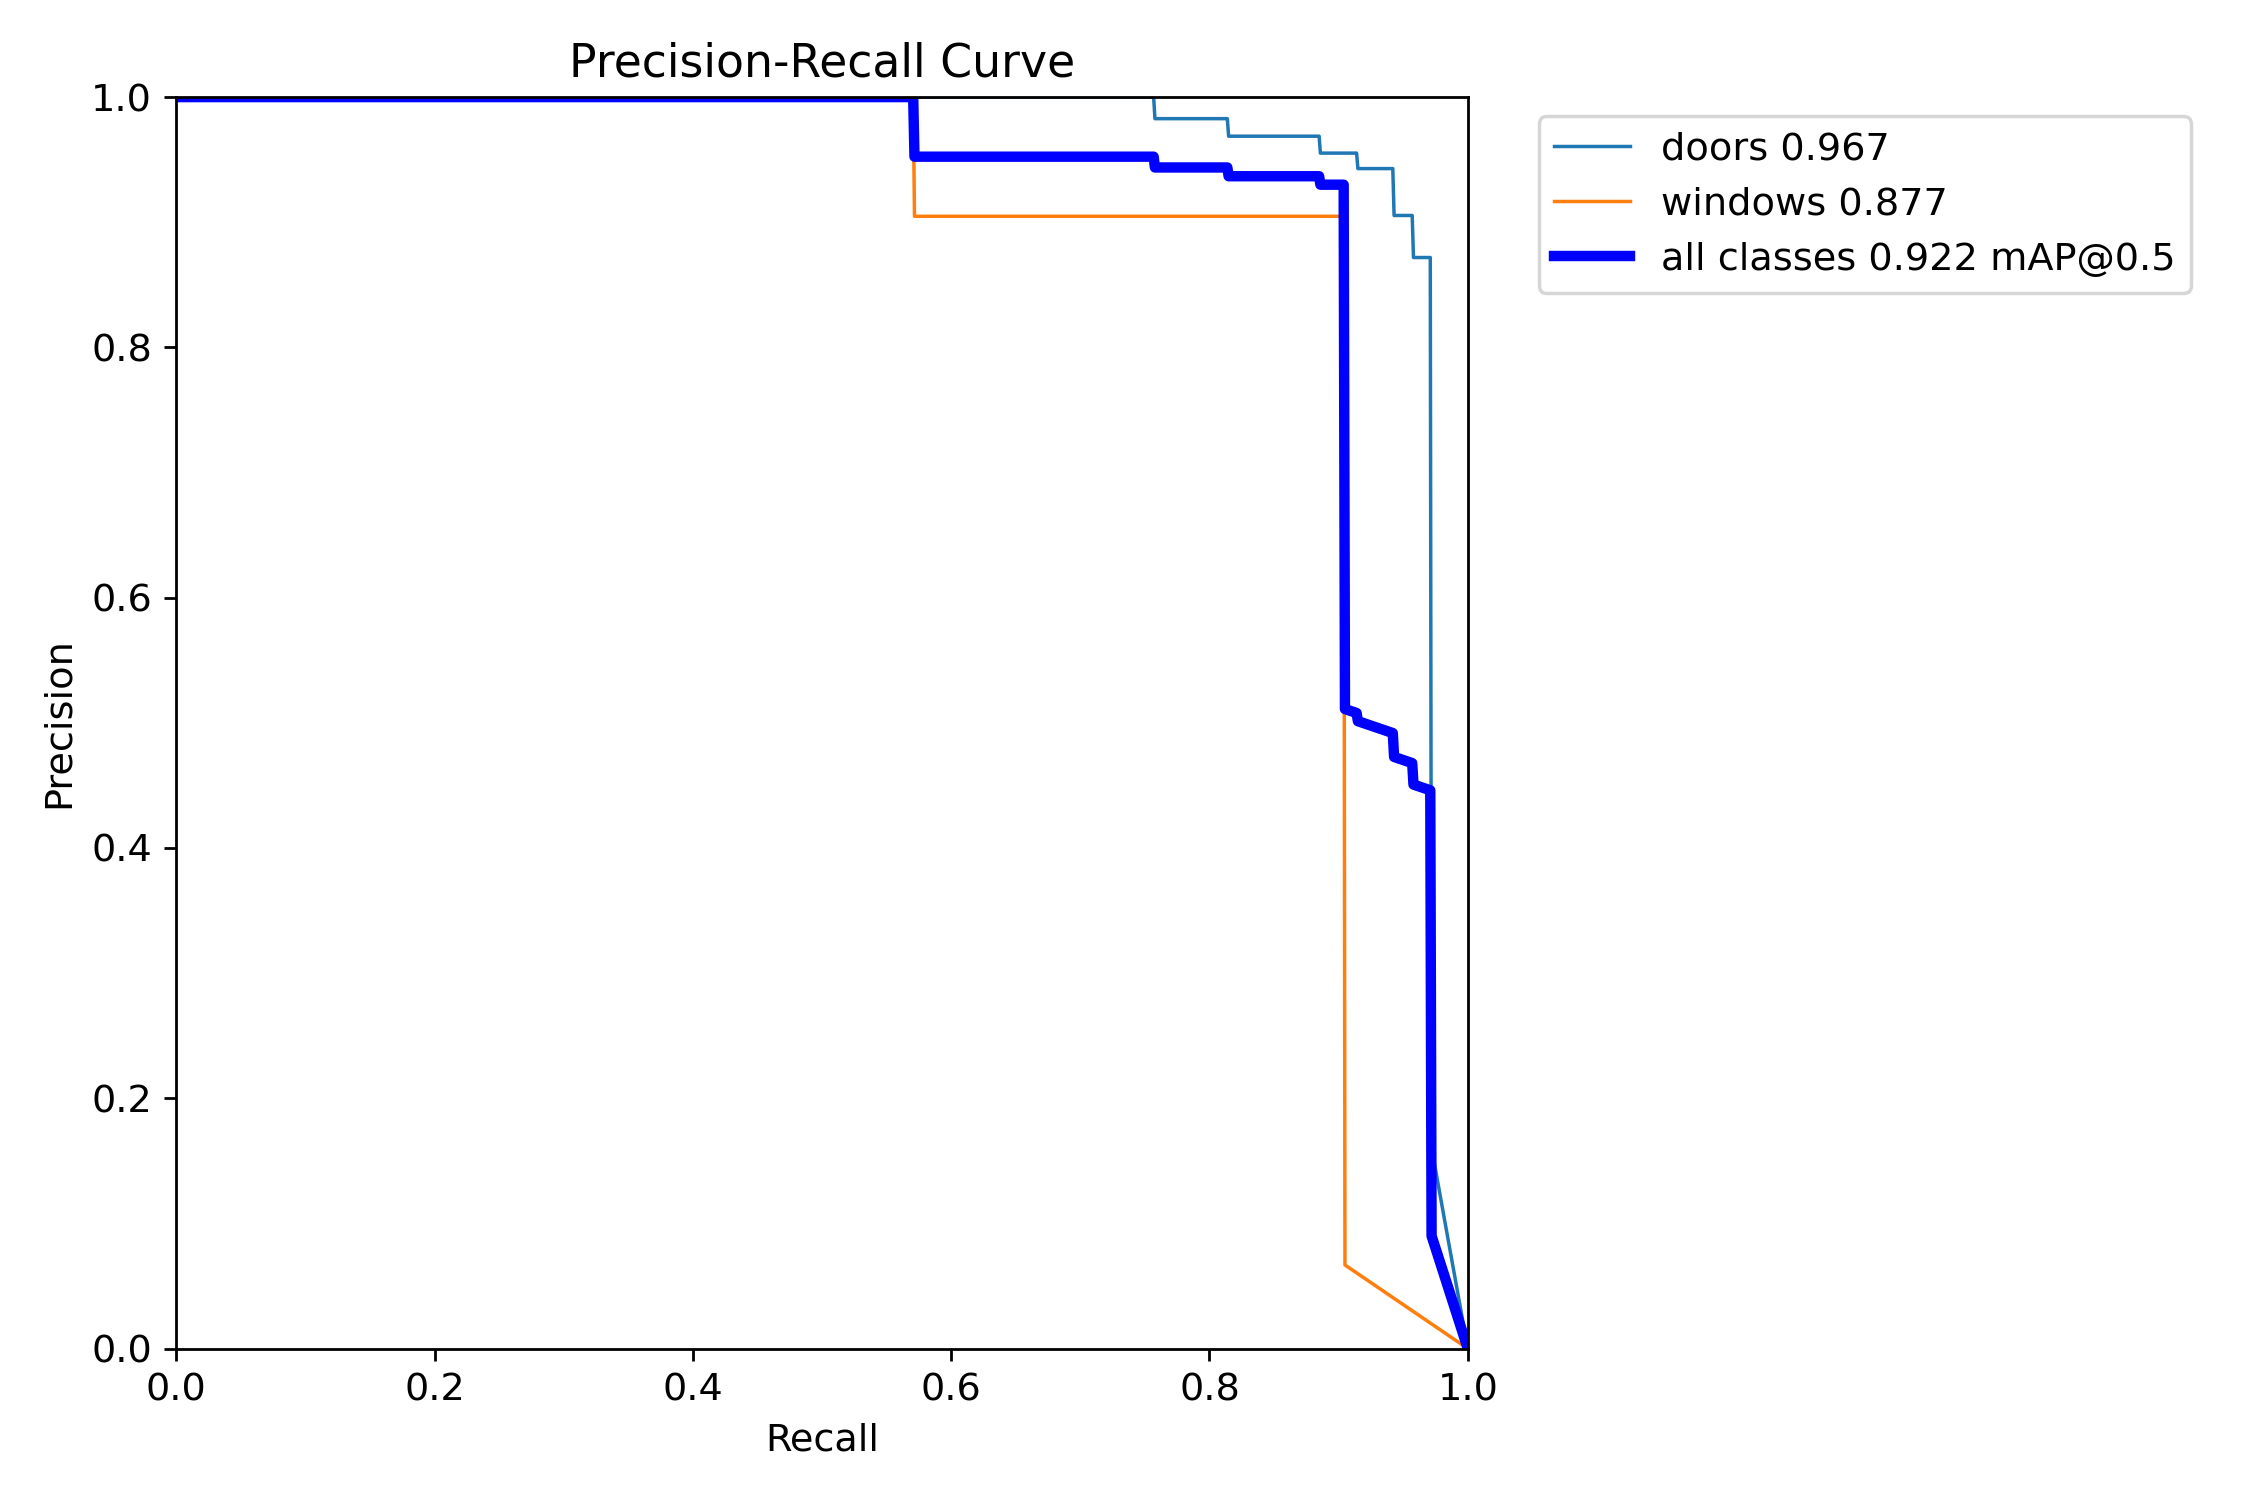 Precision-Recall Curve
1.0
0.8
0.6
0.4
0.2
0.0
Precision
0.0 0.2 0.4 0.6 0.8 1.0
Recall
doors 0.967
windows 0.877
all classes 0.922 mAP@0.5